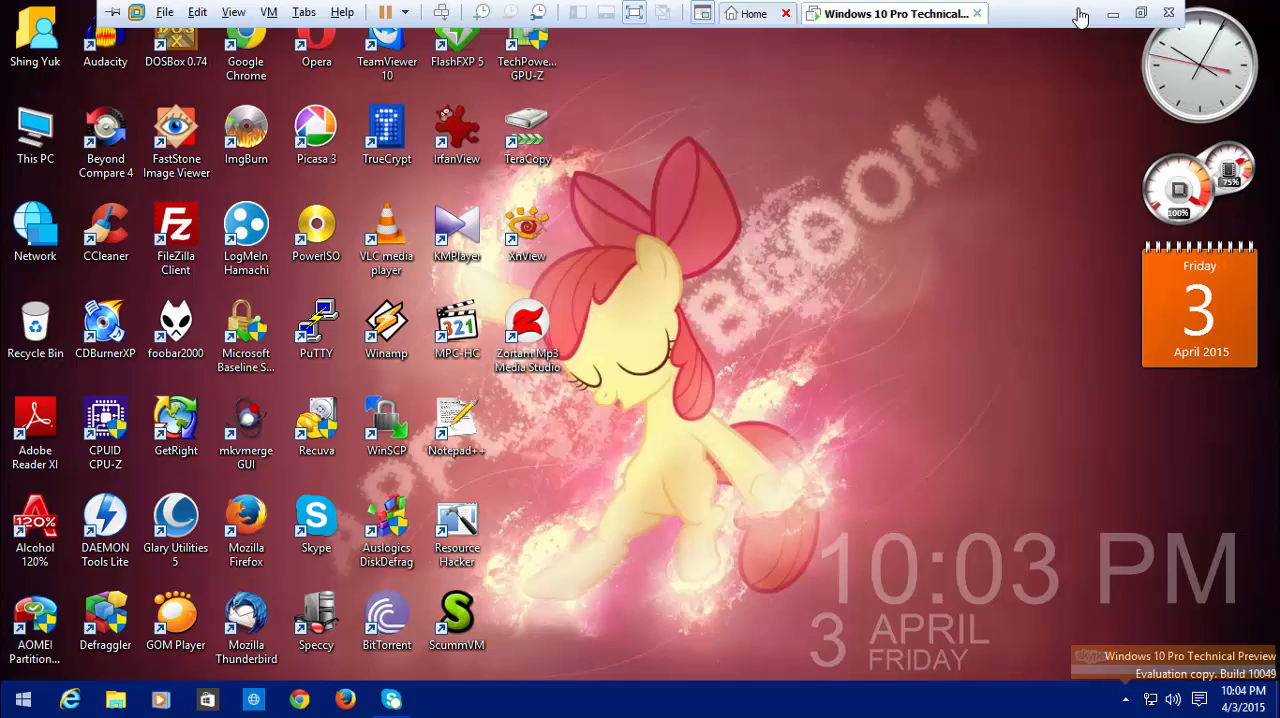 File Edit View VM Tabs Help
Home
Windows 10 Pro Technical...
Shing Yuk
Audacity
DOSBox 0.74
Google Chrome
Opera
TeamViewer 10
FlashFXP 5
TechPowe... GPU-Z
This PC
Beyond Compare 4
FastStone Image Viewer
ImgBurn
Picasa 3
TrueCrypt
IrfanView
TeraCopy
Network
CCleaner
FileZilla Client
LogMeIn Hamachi
PowerISO
VLC media player
KMPlayer
XnView
Recycle Bin
CDBurnerXP
foobar2000
Microsoft Baseline S...
PuTTY
Winamp
321
MPC-HC
Zortam Mp3 Media Studio
Adobe Reader XI
CPUID CPU-Z
GetRight
mkvmerge GUI
Recuva
WinSCP
Notepad++
120%
Alcohol 120%
DAEMON Tools Lite
Glary Utilities 5
Mozilla Firefox
Skype
Auslogics DiskDefrag
Resource Hacker
AOMEI Partition...
Defraggler
GOM Player
Mozilla Thunderbird
Speccy
BitTorrent
ScummVM
BLOOM
75%
100%
Friday
3
April 2015
10:03 PM
3 APRIL
FRIDAY
Windows 10 Pro Technical Preview
Evaluation copy. Build 10049
10:04 PM
4/3/2015